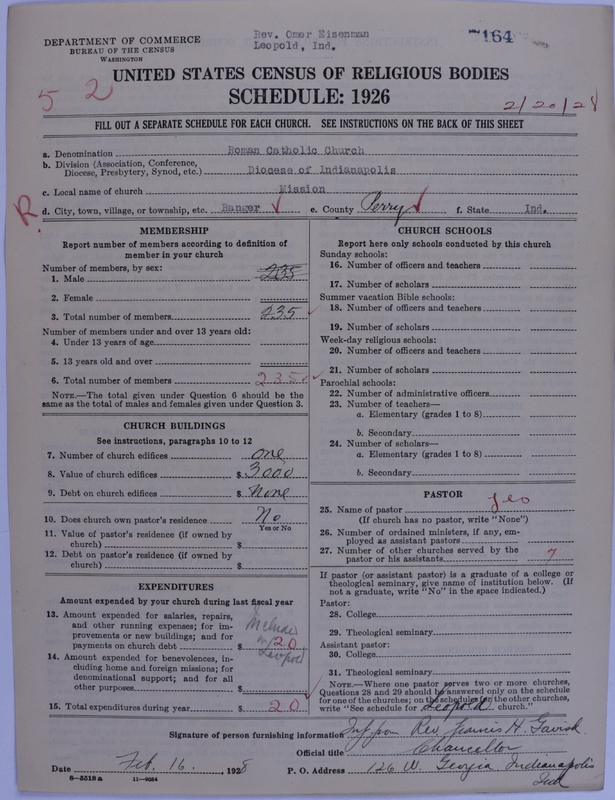 Rev. Omer Eisenman
Leopold, Ind.
164
DEPARTMENT OF COMMERCE
BUREAU OF THE CENSUS
WASHINGTON
UNITED STATES CENSUS OF RELIGIOUS BODIES
SCHEDULE: 1926
52
2/20/28
FILL OUT A SEPARATE SCHEDULE FOR EACH CHURCH. SEE INSTRUCTIONS ON THE BACK OF THIS SHEET
a. Denomination Roman Catholic Church
b. Division (Association, Conference, Diocese, Presbytery, Synod, etc.) Diocese of Indianapolis
c. Local name of church Mission
R. d. City, town, village, or township, etc. Ranger e. County Perry f. State Ind.
MEMBERSHIP
Report number of members according to definition of
member in your church
Number of members, by sex:
1. Male 235
2. Female
3. Total number of members 235
Number of members under and over 13 years old:
4. Under 13 years of age
5. 13 years old and over
6. Total number of members 235
NOTE.—The total given under Question 6 should be the
same as the total of males and females given under Question 3.
CHURCH BUILDINGS
See instructions, paragraphs 10 to 12
7. Number of church edifices one
8. Value of church edifices $ 3000
9. Debt on church edifices $ None
10. Does church own pastor's residence No
Yes or No
11. Value of pastor's residence (if owned by
church) $
12. Debt on pastor's residence (if owned by
church) $
EXPENDITURES
Amount expended by your church during last fiscal year
13. Amount expended for salaries, repairs,
and other running expenses; for im-
provements or new buildings; and for
payments on church debt $ 20
Leopold
14. Amount expended for benevolences, in-
cluding home and foreign missions; for
denominational support; and for all
other purposes $
15. Total expenditures during year $ 20
CHURCH SCHOOLS
Report here only schools conducted by this church
Sunday schools:
16. Number of officers and teachers
17. Number of scholars
Summer vacation Bible schools:
18. Number of officers and teachers
19. Number of scholars
Week-day religious schools:
20. Number of officers and teachers
21. Number of scholars
Parochial schools:
22. Number of administrative officers
23. Number of teachers—
a. Elementary (grades 1 to 8)
b. Secondary
24. Number of scholars—
a. Elementary (grades 1 to 8)
b. Secondary
PASTOR
25. Name of pastor
(If church has no pastor, write "None")
26. Number of ordained ministers, if any, em-
ployed as assistant pastors
27. Number of other churches served by the
pastor or his assistants
If pastor (or assistant pastor) is a graduate of a college or
theological seminary, give name of institution below. (If
not a graduate, write "No" in the space indicated.)
Pastor:
28. College
29. Theological seminary
Assistant pastor:
30. College
31. Theological seminary
NOTE.—Where one pastor serves two or more churches,
Questions 28 and 29 should be answered only on the schedule
for one of the churches; on the schedules for the other churches,
write "See schedule for Leopold church."
Signature of person furnishing information Inf. from Rev. Francis H. Gavisk
Official title Chancellor
Date Feb. 16, 1928 P. O. Address 126 W. Georgia Indianapolis
Ind
8-5518a 11-9084